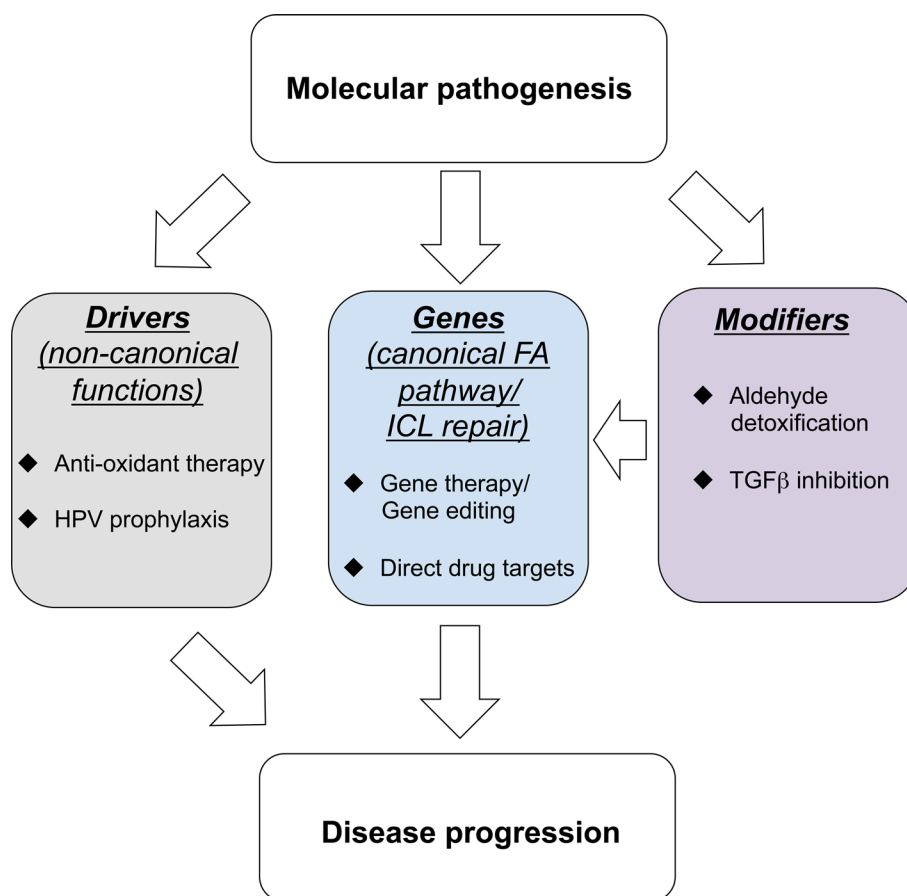 Molecular pathogenesis
Drivers
(non-canonical
functions)
◆ Anti-oxidant therapy
◆ HPV prophylaxis
Genes
(canonical FA
pathway/
ICL repair)
◆ Gene therapy/
Gene editing
◆ Direct drug targets
Modifiers
◆ Aldehyde
detoxification
◆ TGFβ inhibition
Disease progression